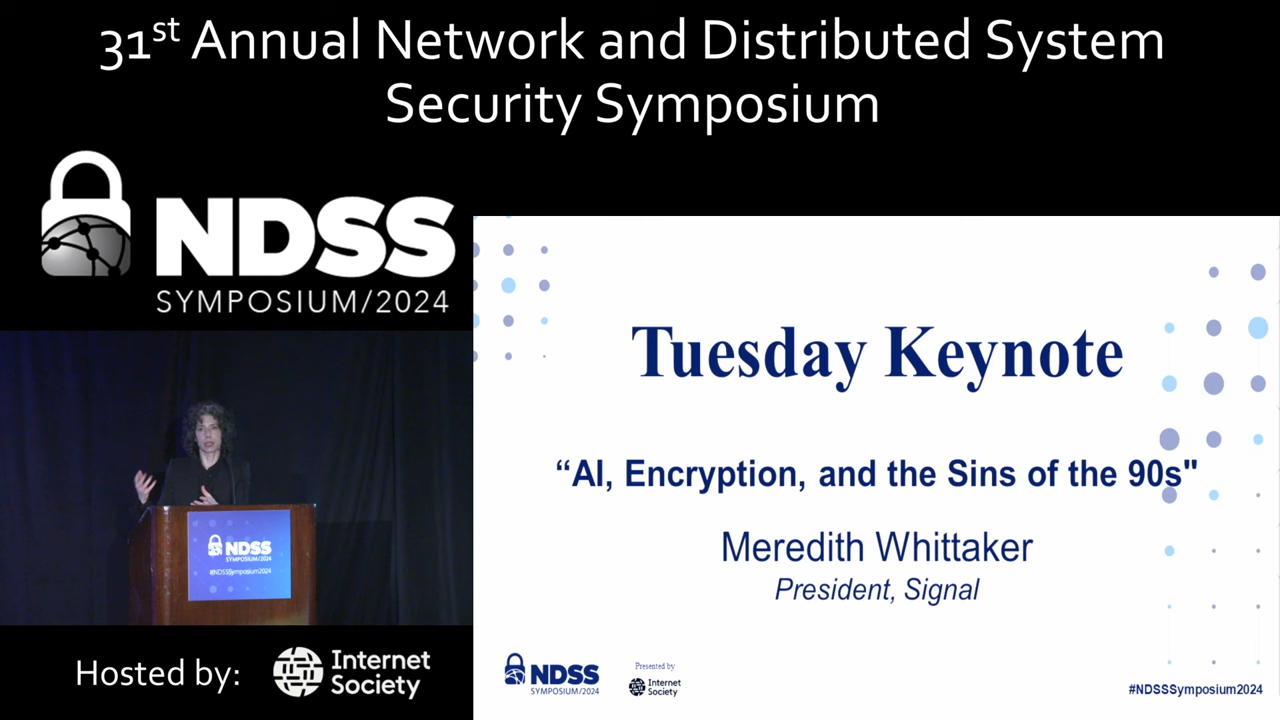 31st Annual Network and Distributed System
Security Symposium
NDSS
SYMPOSIUM/2024
Tuesday Keynote
“AI, Encryption, and the Sins of the 90s"
Meredith Whittaker
President, Signal
NDSS
SYMPOSIUM/2024
#NDSSSymposium2024
Hosted by:
Internet
Society
NDSS
SYMPOSIUM/2024
Presented by
Internet
Society
#NDSSSymposium2024